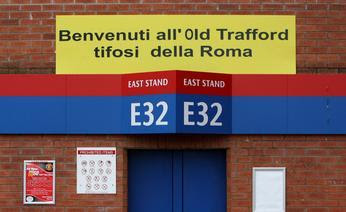 Benvenuti all'Old Trafford
tifosi della Roma
EAST STAND
E32
EAST STAND
E32
PROHIBITED ITEMS